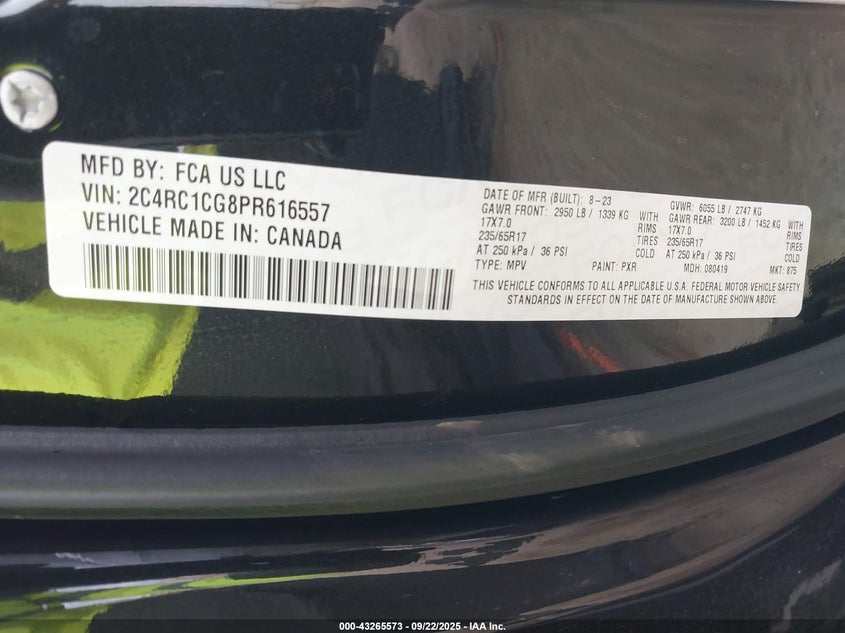 MFD BY: FCA US LLC
VIN: 2C4RC1CG8PR616557
VEHICLE MADE IN: CANADA
DATE OF MFR (BUILT): 8-23 GVWR: 6055 LB / 2747 KG
GAWR FRONT: 2950 LB / 1339 KG WITH GAWR REAR: 3200 LB / 1452 KG WITH
17X7.0 RIMS 17X7.0 RIMS
235/65R17 TIRES 235/65R17 TIRES
AT 250 kPa / 36 PSI COLD AT 250 kPa / 36 PSI COLD
TYPE: MPV PAINT: PXR MDH: 080419 MKT: 875
THIS VEHICLE CONFORMS TO ALL APPLICABLE U.S.A. FEDERAL MOTOR VEHICLE SAFETY
STANDARDS IN EFFECT ON THE DATE OF MANUFACTURE SHOWN ABOVE.
000-43265573 - 09/22/2025 - IAA Inc.